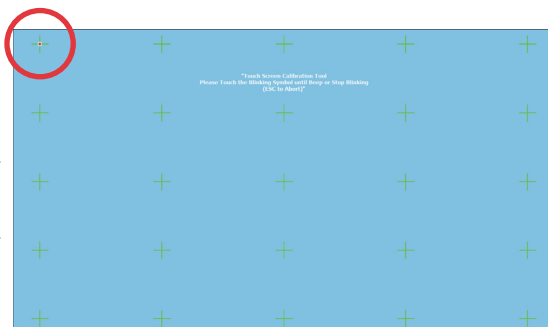 "Touch Screen Calibration Tool
Please Touch the Blinking Symbol until Beep or Stop Blinking
(ESC to Abort)"